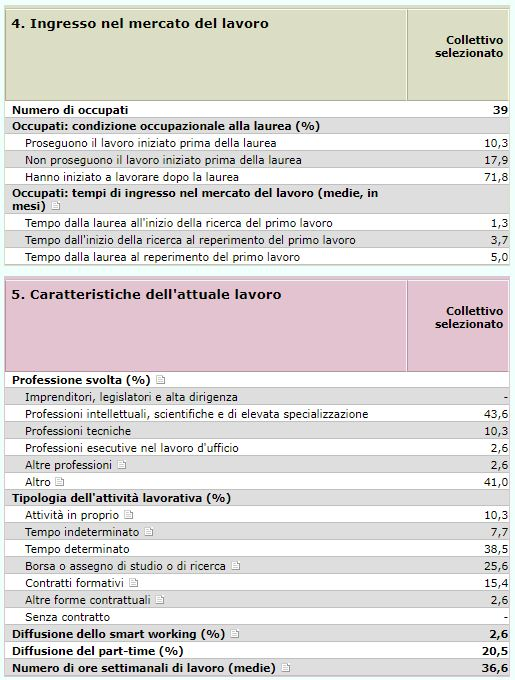 4. Ingresso nel mercato del lavoro
Collettivo
selezionato
Numero di occupati 39
Occupati: condizione occupazionale alla laurea (%)
Proseguono il lavoro iniziato prima della laurea 10,3
Non proseguono il lavoro iniziato prima della laurea 17,9
Hanno iniziato a lavorare dopo la laurea 71,8
Occupati: tempi di ingresso nel mercato del lavoro (medie, in
mesi)
Tempo dalla laurea all'inizio della ricerca del primo lavoro 1,3
Tempo dall'inizio della ricerca al reperimento del primo lavoro 3,7
Tempo dalla laurea al reperimento del primo lavoro 5,0
5. Caratteristiche dell'attuale lavoro
Collettivo
selezionato
Professione svolta (%)
Imprenditori, legislatori e alta dirigenza -
Professioni intellettuali, scientifiche e di elevata specializzazione 43,6
Professioni tecniche 10,3
Professioni esecutive nel lavoro d'ufficio 2,6
Altre professioni 2,6
Altro 41,0
Tipologia dell'attività lavorativa (%)
Attività in proprio 10,3
Tempo indeterminato 7,7
Tempo determinato 38,5
Borsa o assegno di studio o di ricerca 25,6
Contratti formativi 15,4
Altre forme contrattuali 2,6
Senza contratto -
Diffusione dello smart working (%) 2,6
Diffusione del part-time (%) 20,5
Numero di ore settimanali di lavoro (medie) 36,6